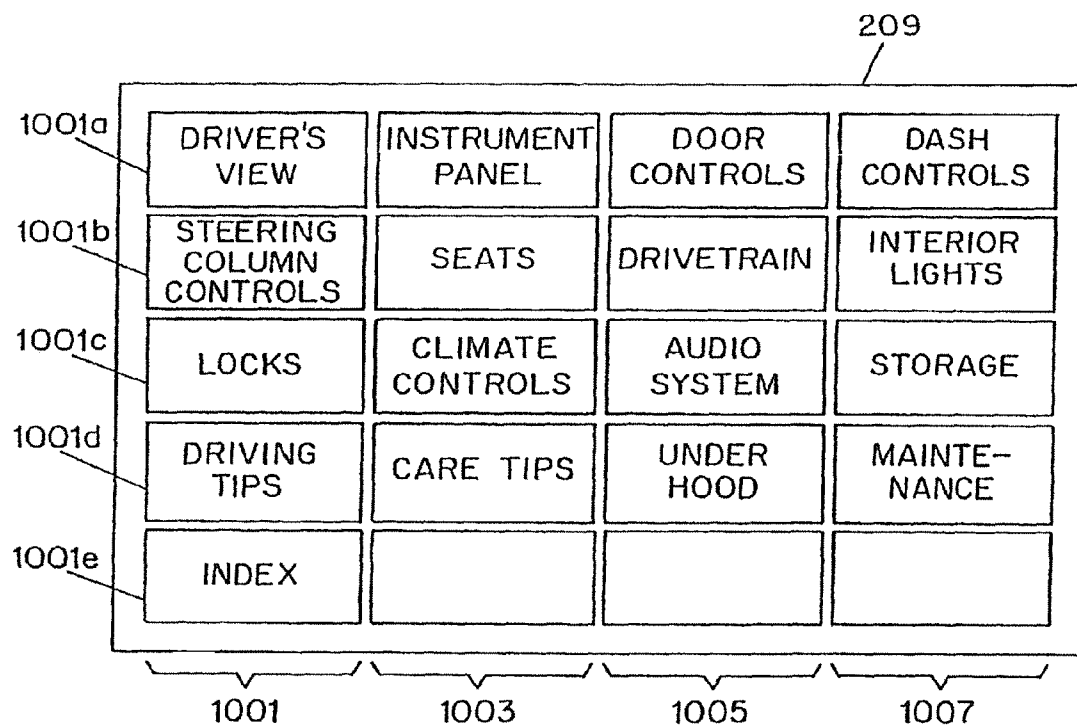 209
1001a
DRIVER'S
VIEW
INSTRUMENT
PANEL
DOOR
CONTROLS
DASH
CONTROLS
1001b
STEERING
COLUMN
CONTROLS
SEATS
DRIVETRAIN
INTERIOR
LIGHTS
1001c
LOCKS
CLIMATE
CONTROLS
AUDIO
SYSTEM
STORAGE
1001d
DRIVING
TIPS
CARE TIPS
UNDER
HOOD
MAINTE-
NANCE
1001e
INDEX
1001
1003
1005
1007